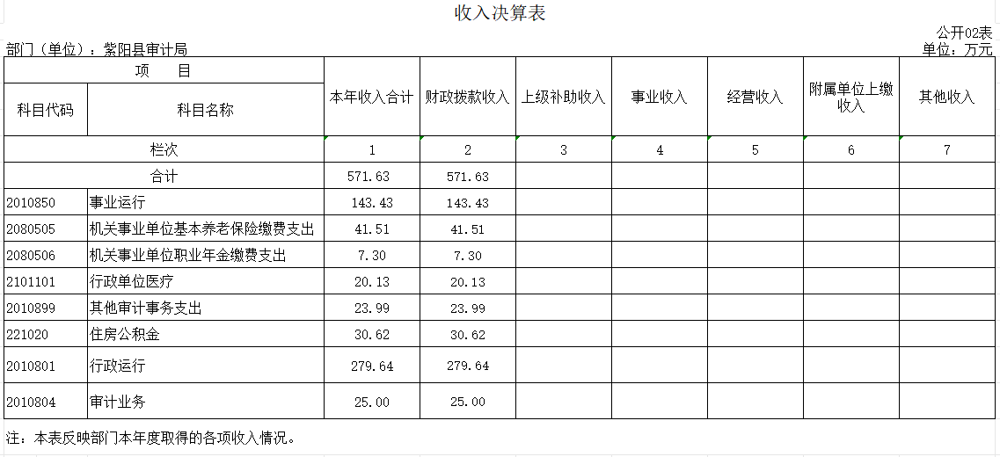 收入决算表
公开02表
部门（单位）：紫阳县审计局 单位：万元
项 目 本年收入合计 财政拨款收入 上级补助收入 事业收入 经营收入 附属单位上缴收入 其他收入
科目代码 科目名称
栏次 1 2 3 4 5 6 7
合计 571.63 571.63
2010850 事业运行 143.43 143.43
2080505 机关事业单位基本养老保险缴费支出 41.51 41.51
2080506 机关事业单位职业年金缴费支出 7.30 7.30
2101101 行政单位医疗 20.13 20.13
2010899 其他审计事务支出 23.99 23.99
221020 住房公积金 30.62 30.62
2010801 行政运行 279.64 279.64
2010804 审计业务 25.00 25.00
注：本表反映部门本年度取得的各项收入情况。